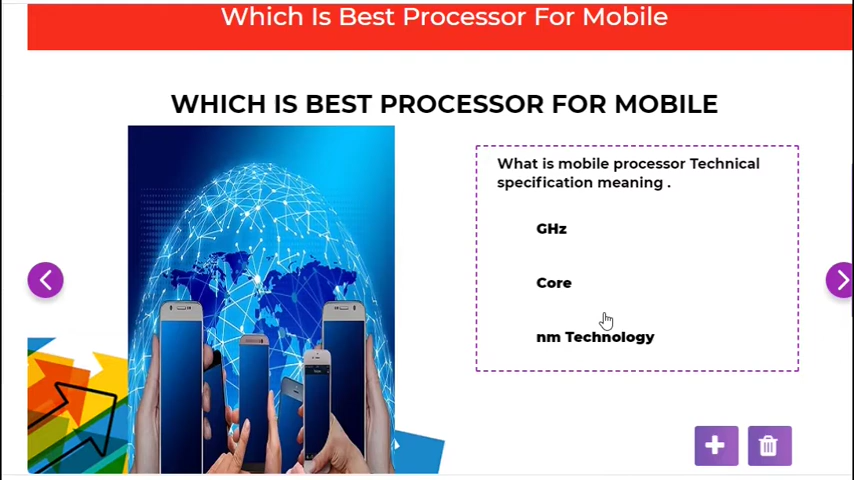 Which Is Best Processor For Mobile
WHICH IS BEST PROCESSOR FOR MOBILE
What is mobile processor Technical
specification meaning .
GHz
Core
nm Technology